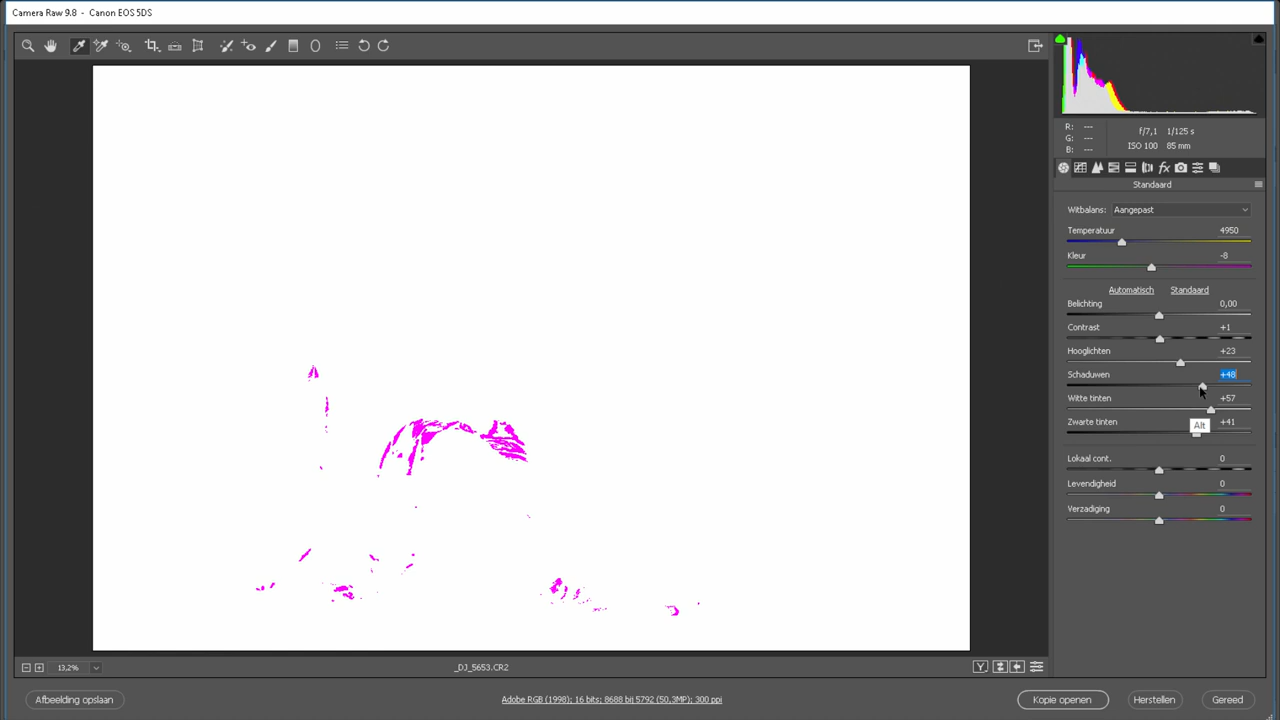 Camera Raw 9.8 - Canon EOS 5DS
R: ---
G: ---
B: ---
f/7,1 1/125 s
ISO 100 85 mm
Standaard
Witbalans: Aangepast
Temperatuur 4950
Kleur -8
Automatisch Standaard
Belichting 0,00
Contrast +1
Hooglichten +23
Schaduwen +48
Witte tinten +57
Zwarte tinten +41
Alt
Lokaal cont. 0
Levendigheid 0
Verzadiging 0
13,2% _DJ_5653.CR2 Y
Afbeelding opslaan Adobe RGB (1998); 16 bits; 8688 bij 5792 (50,3MP); 300 ppi Kopie openen Herstellen Gereed